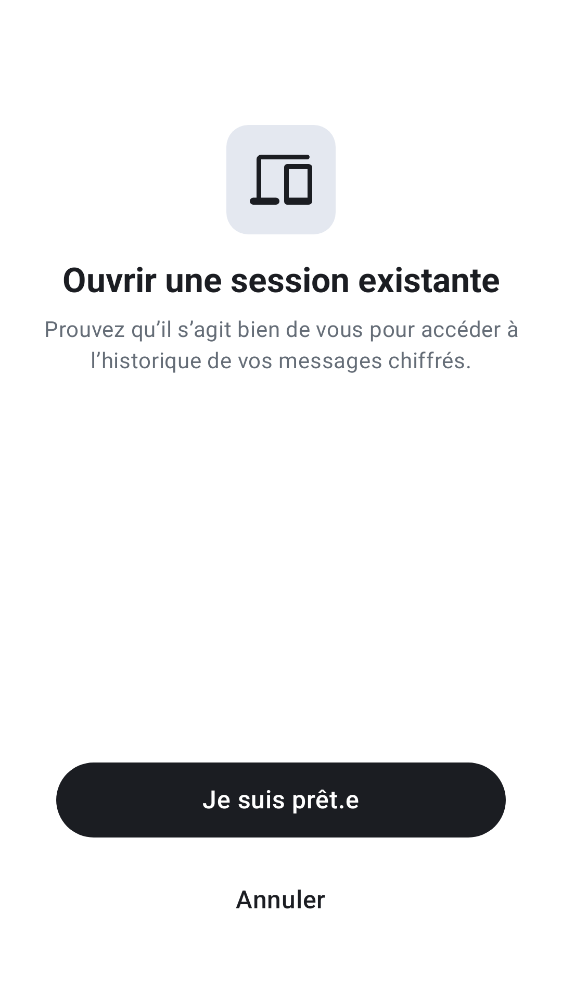 Ouvrir une session existante
Prouvez qu’il s’agit bien de vous pour accéder à
l’historique de vos messages chiffrés.
Je suis prêt.e
Annuler